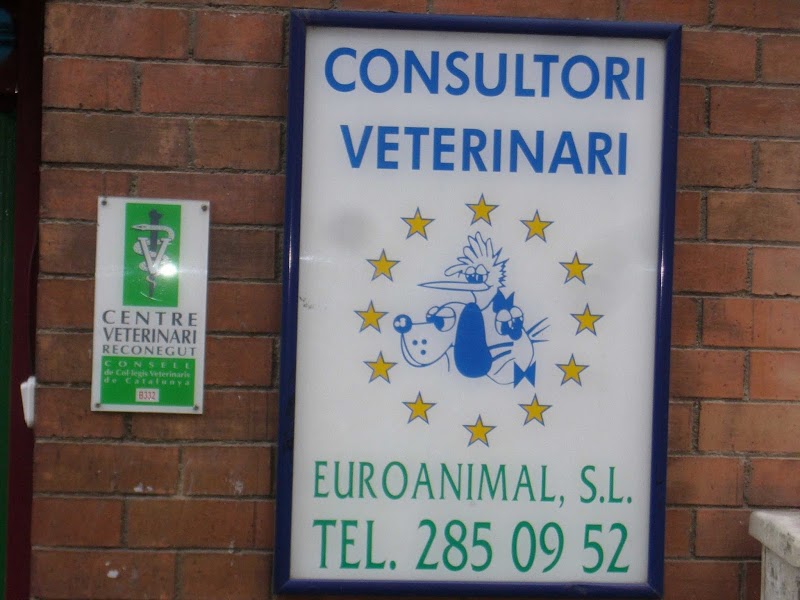 CONSULTORI
VETERINARI
EUROANIMAL, S.L.
TEL. 285 09 52
V
CENTRE
VETERINARI
RECONEGUT
CONSELL
de Col·legis Veterinaris
de Catalunya
B332